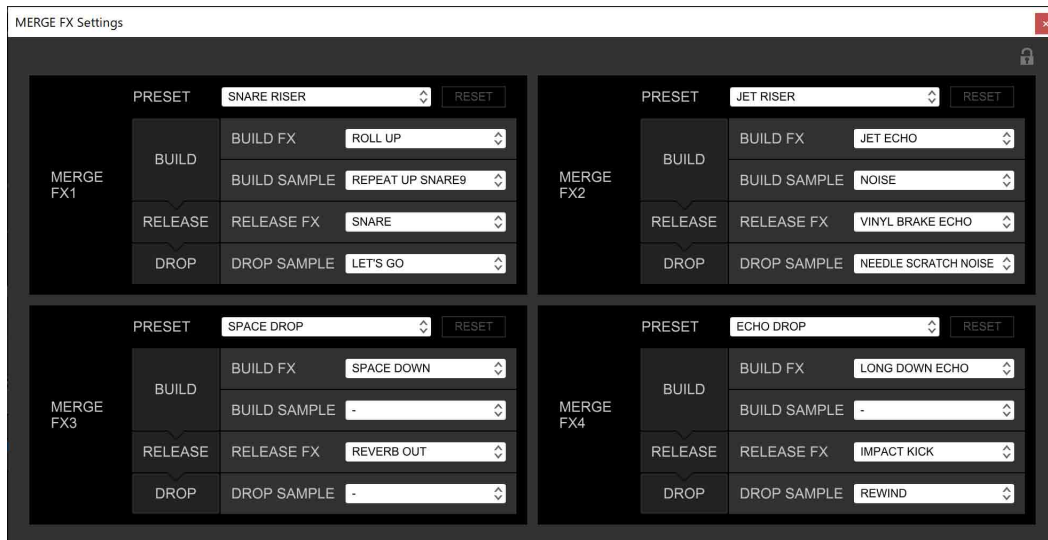 MERGE FX Settings
PRESET SNARE RISER RESET
MERGE FX1
BUILD
BUILD FX ROLL UP
BUILD SAMPLE REPEAT UP SNARE9
RELEASE RELEASE FX SNARE
DROP DROP SAMPLE LET'S GO
PRESET JET RISER RESET
MERGE FX2
BUILD
BUILD FX JET ECHO
BUILD SAMPLE NOISE
RELEASE RELEASE FX VINYL BRAKE ECHO
DROP DROP SAMPLE NEEDLE SCRATCH NOISE
PRESET SPACE DROP RESET
MERGE FX3
BUILD
BUILD FX SPACE DOWN
BUILD SAMPLE -
RELEASE RELEASE FX REVERB OUT
DROP DROP SAMPLE -
PRESET ECHO DROP RESET
MERGE FX4
BUILD
BUILD FX LONG DOWN ECHO
BUILD SAMPLE -
RELEASE RELEASE FX IMPACT KICK
DROP DROP SAMPLE REWIND